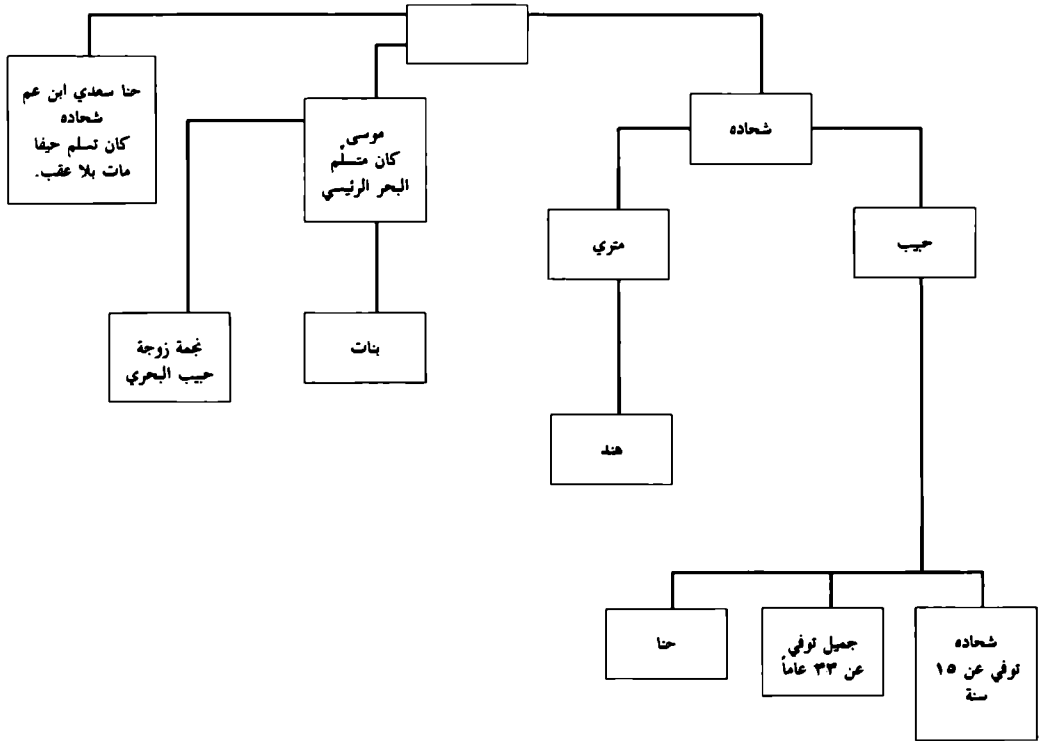 شحاده
حنا سعدي ابن عم
شحاده
كان تسلم حيفا
مات بلا عقب.
موسى
كان متسلّم
البحر الرئيسي
متري
حبيب
نجمة زوجة
حبيب البحري
بنات
هند
شحاده
توفي عن ١٥
سنة
جميل توفي
عن ٣٣ عاماً
حنا